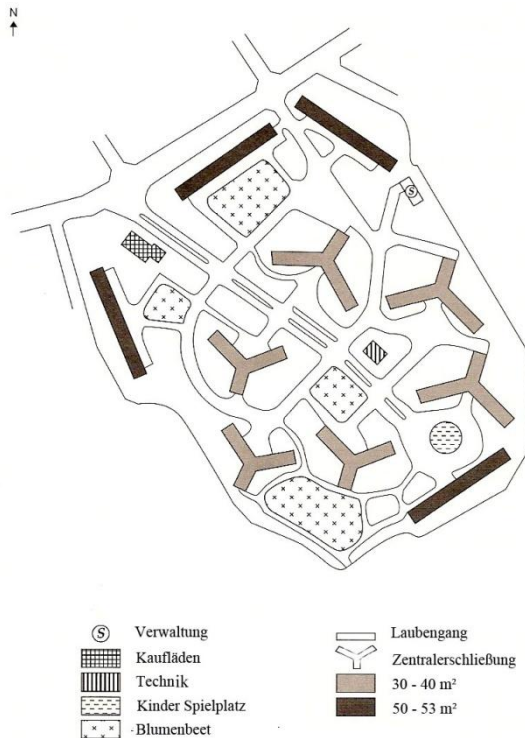 N
S
S Verwaltung
Kaufläden
Technik
Kinder Spielplatz
Blumenbeet
Laubengang
Zentralerschließung
30 - 40 m²
50 - 53 m²